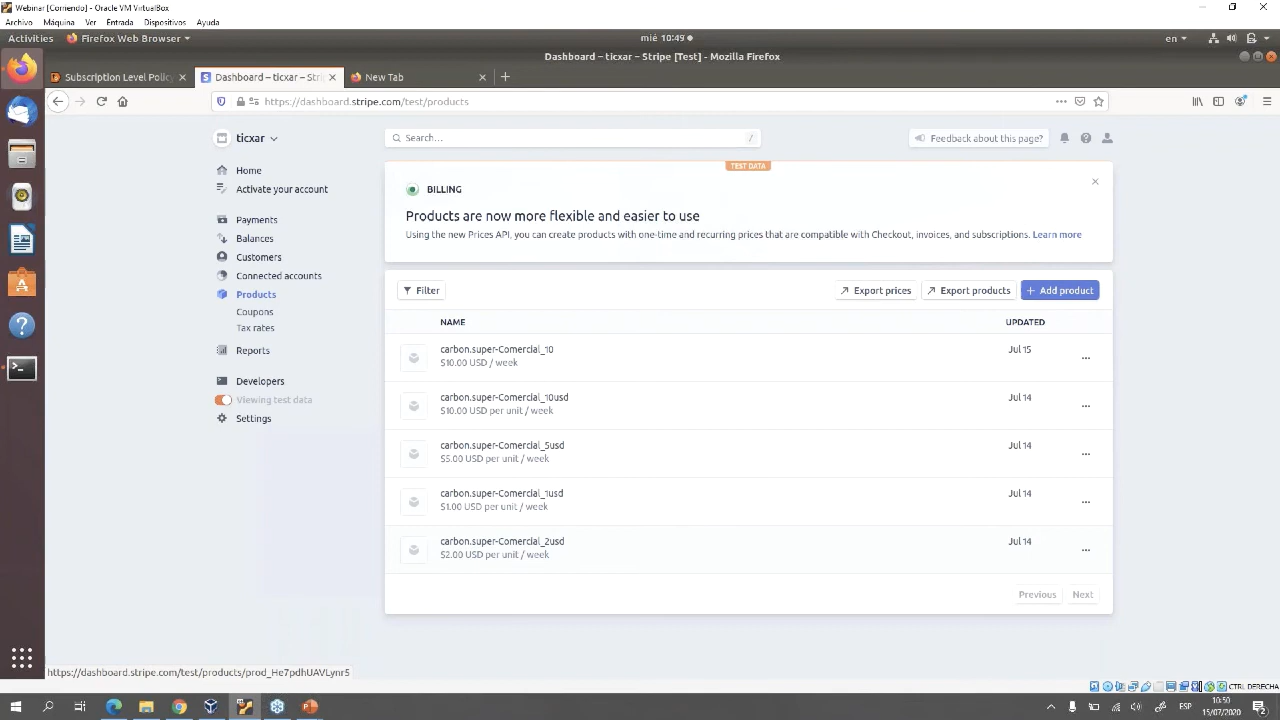 Webinar [Corriendo] - Oracle VM VirtualBox
Archivo Máquina Ver Entrada Dispositivos Ayuda
Activities Firefox Web Browser mié 10:49 en
Dashboard – ticxar – Stripe [Test] - Mozilla Firefox
Subscription Level Policy Dashboard – ticxar – Stri New Tab
https://dashboard.stripe.com/test/products
ticxar
Search... /
Feedback about this page?
TEST DATA
Home
Activate your account
Payments
Balances
Customers
Connected accounts
Products
Coupons
Tax rates
Reports
Developers
Viewing test data
Settings
BILLING
Products are now more flexible and easier to use
Using the new Prices API, you can create products with one-time and recurring prices that are compatible with Checkout, invoices, and subscriptions. Learn more
Filter Export prices Export products Add product
NAME UPDATED
carbon.super-Comercial_10 Jul 15
$10.00 USD / week
carbon.super-Comercial_10usd Jul 14
$10.00 USD per unit / week
carbon.super-Comercial_5usd Jul 14
$5.00 USD per unit / week
carbon.super-Comercial_1usd Jul 14
$1.00 USD per unit / week
carbon.super-Comercial_2usd Jul 14
$2.00 USD per unit / week
Previous Next
https://dashboard.stripe.com/test/products/prod_He7pdhUAVLynr5
CTRL DERECHA
ESP
10:50
15/07/2020
2